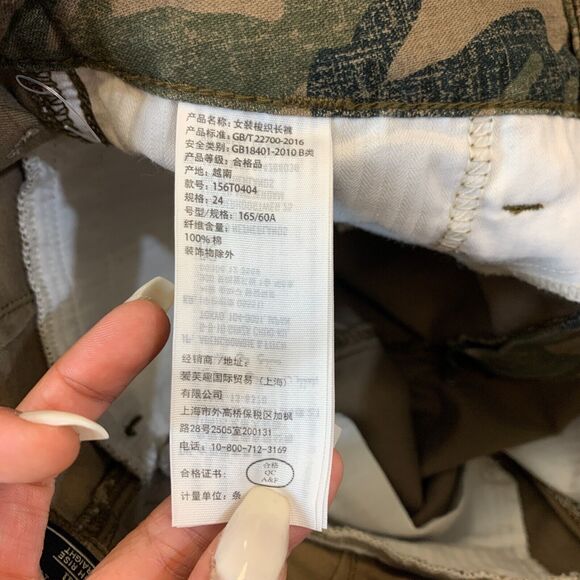 产品名称: 女装梭织长裤
产品标准: GB/T 22700-2016
安全类别: GB18401-2010 B类
产品等级: 合格品
产地: 越南
款号: 156T0404
规格: 24
号型/规格: 165/60A
纤维含量:
100% 棉
装饰物除外
经销商 /地址:
爱芙趣国际贸易 (上海)
有限公司
上海市外高桥保税区加枫
路28号2505室200131
电话: 10-800-712-3169
合格证书:
合格
QC
A&F
计量单位: 条
H RISE
RAIGHT